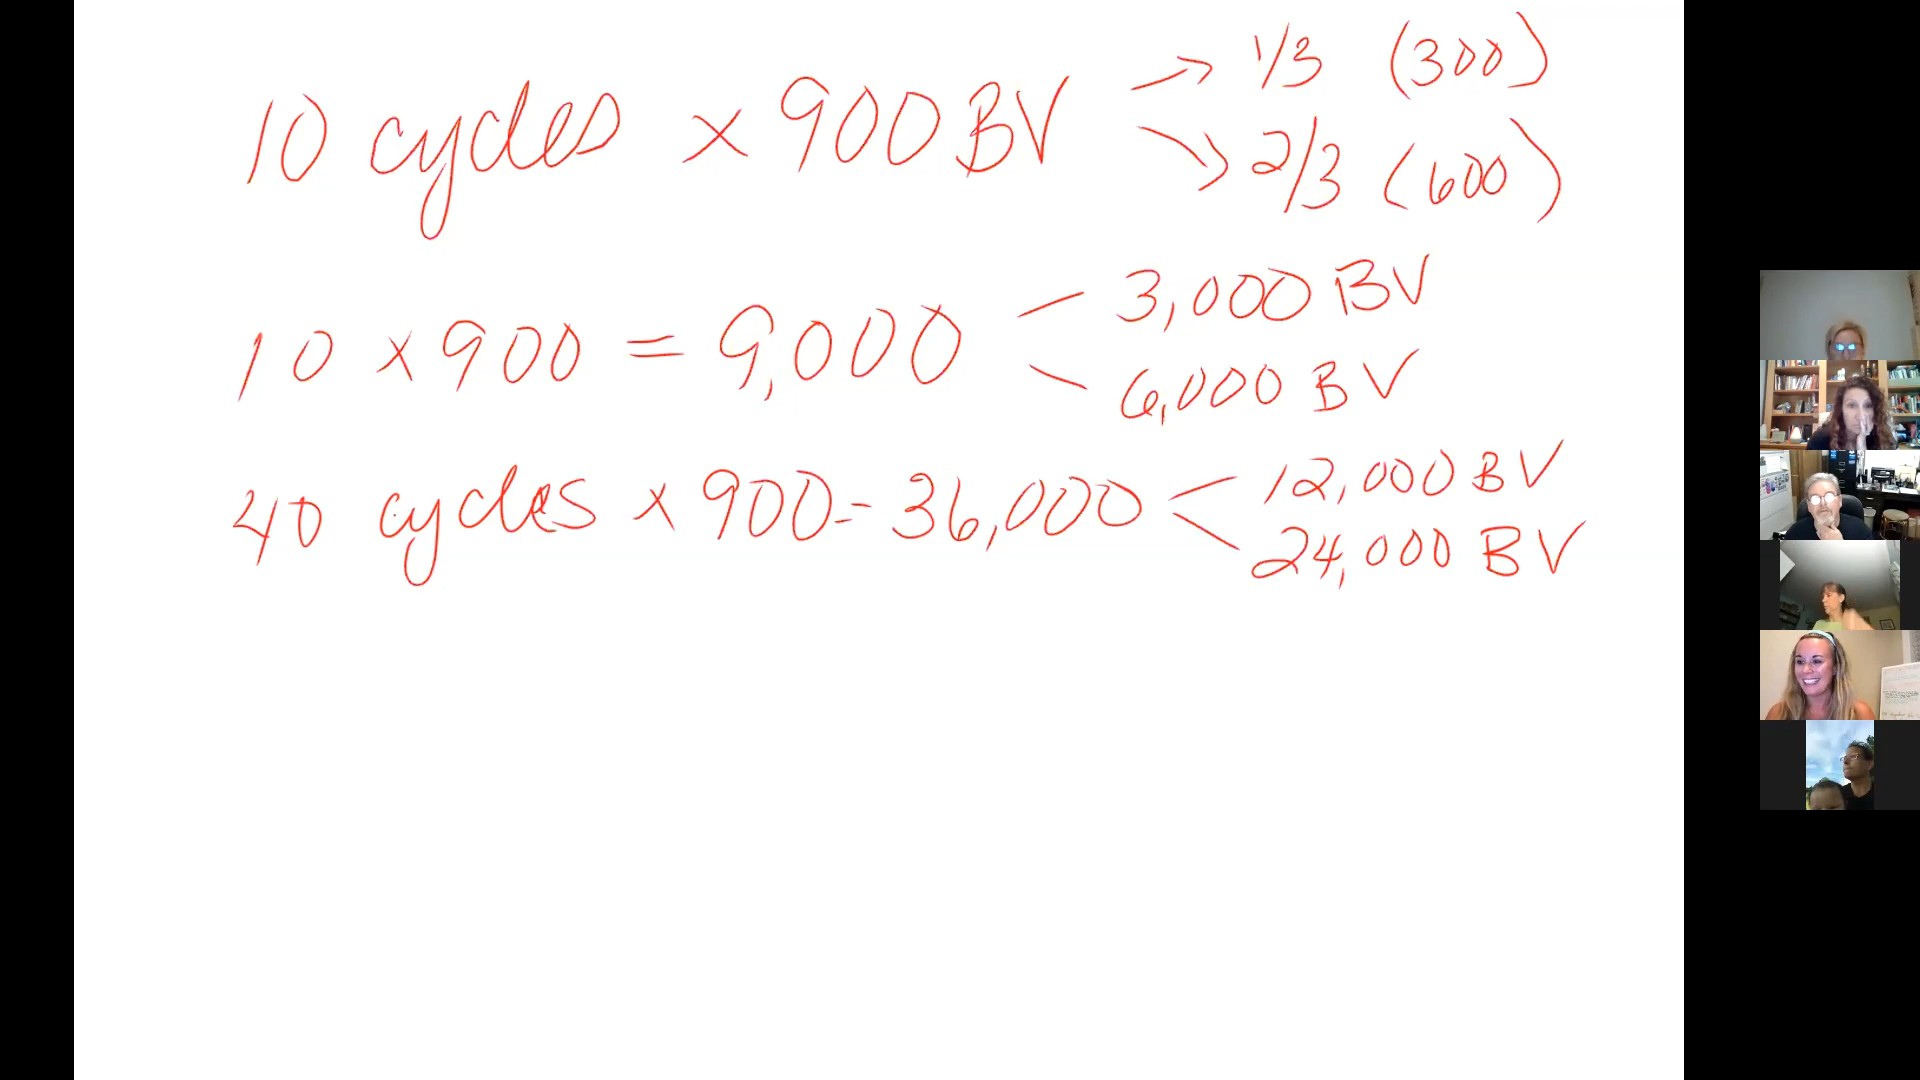 10 cycles x 900 BV → 1/3 (300)
→ 2/3 (600)
10 x 900 = 9,000 3,000 BV
6,000 BV
40 cycles x 900 = 36,000 12,000 BV
24,000 BV